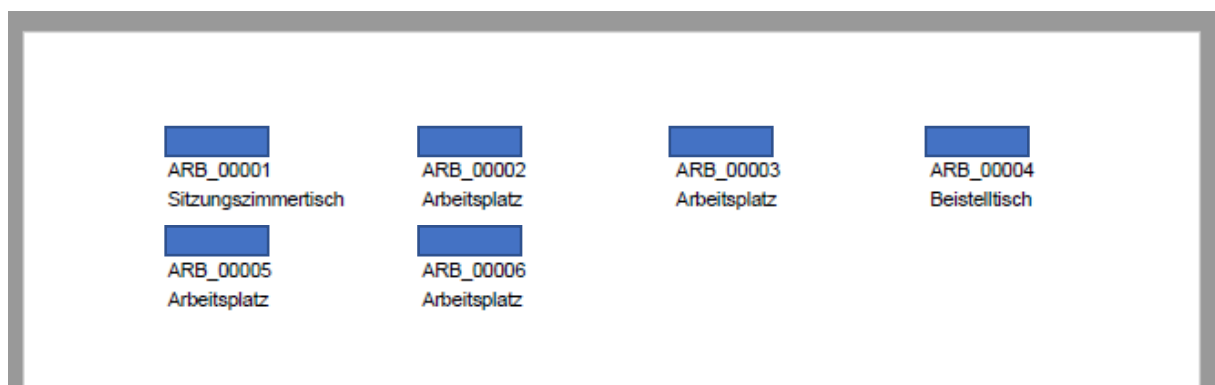 ARB_00001 ARB_00002 ARB_00003 ARB_00004
Sitzungszimmertisch Arbeitsplatz Arbeitsplatz Beistelltisch
ARB_00005 ARB_00006
Arbeitsplatz Arbeitsplatz